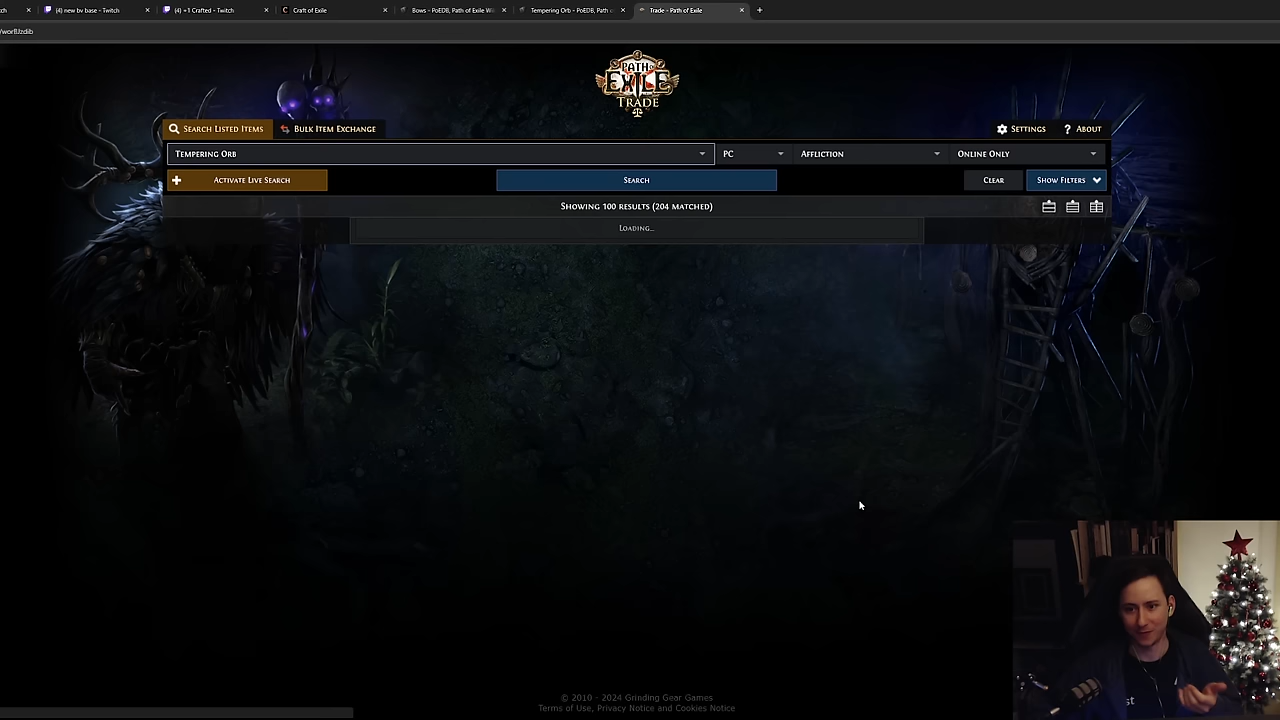 tch
(4) new bv base - Twitch
(4) +1 Crafted - Twitch
Craft of Exile
Bows - PoEDB, Path of Exile Wi
Tempering Orb - PoEDB, Path o
Trade - Path of Exile
PATH OF EXILE TRADE
Search Listed Items
Bulk Item Exchange
Settings
? About
Tempering Orb
PC
Affliction
Online Only
Activate Live Search
Search
Clear
Show Filters
Showing 100 results (204 matched)
Loading...
© 2010 - 2024 Grinding Gear Games
Terms of Use, Privacy Notice and Cookies Notice